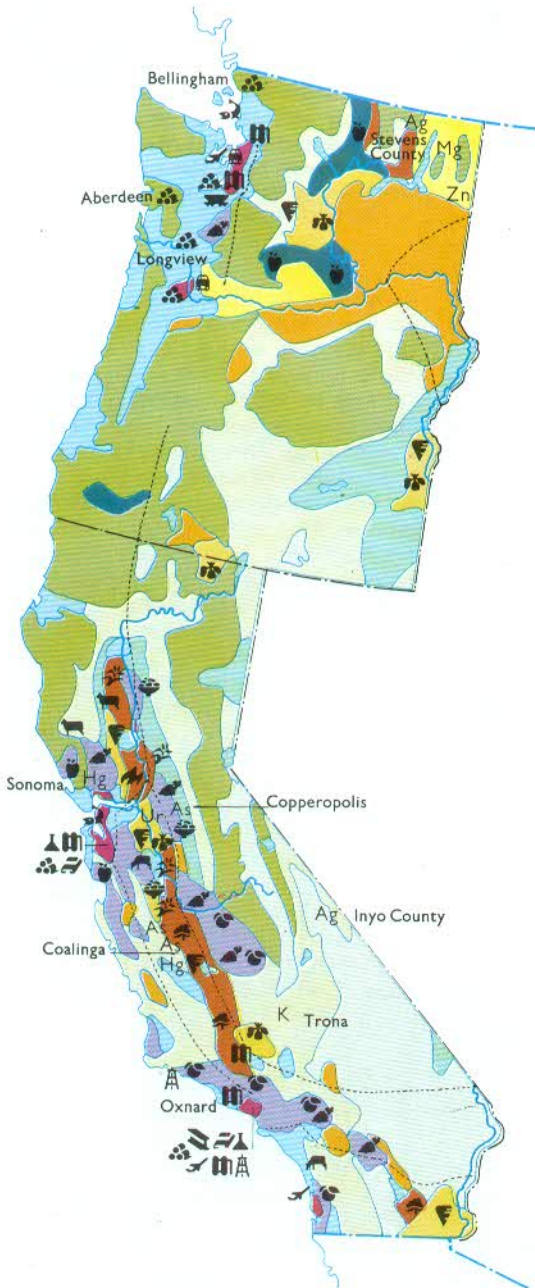 Bellingham
Ag
Stevens
County
Mg
Aberdeen
Zn
Longview
Sonoma
Hg
Ur
As
Copperopolis
Ag
Inyo County
As
Coalinga
As
Hg
K
Trona
Oxnard